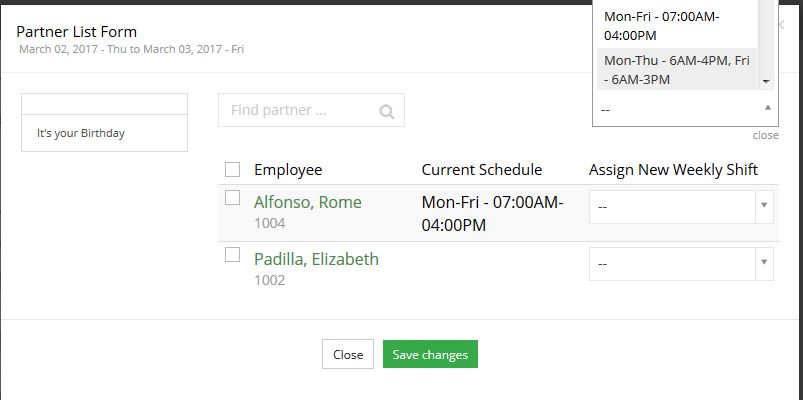 Mon-Fri - 07:00AM-
04:00PM
Mon-Thu - 6AM-4PM, Fri
- 6AM-3PM
--
close
Partner List Form
March 02, 2017 - Thu to March 03, 2017 - Fri
It's your Birthday
Find partner ...
Employee Current Schedule Assign New Weekly Shift
Alfonso, Rome Mon-Fri - 07:00AM- --
1004 04:00PM
Padilla, Elizabeth --
1002
Close Save changes